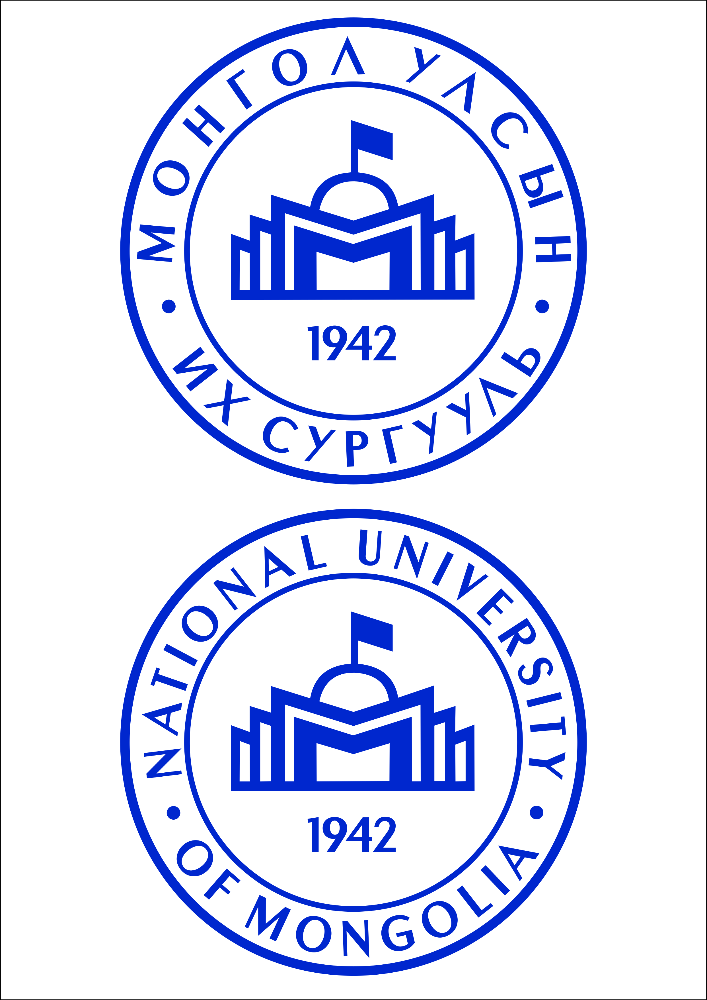 МОНГОЛ УЛСЫН
ИХ СУРГУУЛЬ
1942
NATIONAL UNIVERSITY
OF MONGOLIA
1942